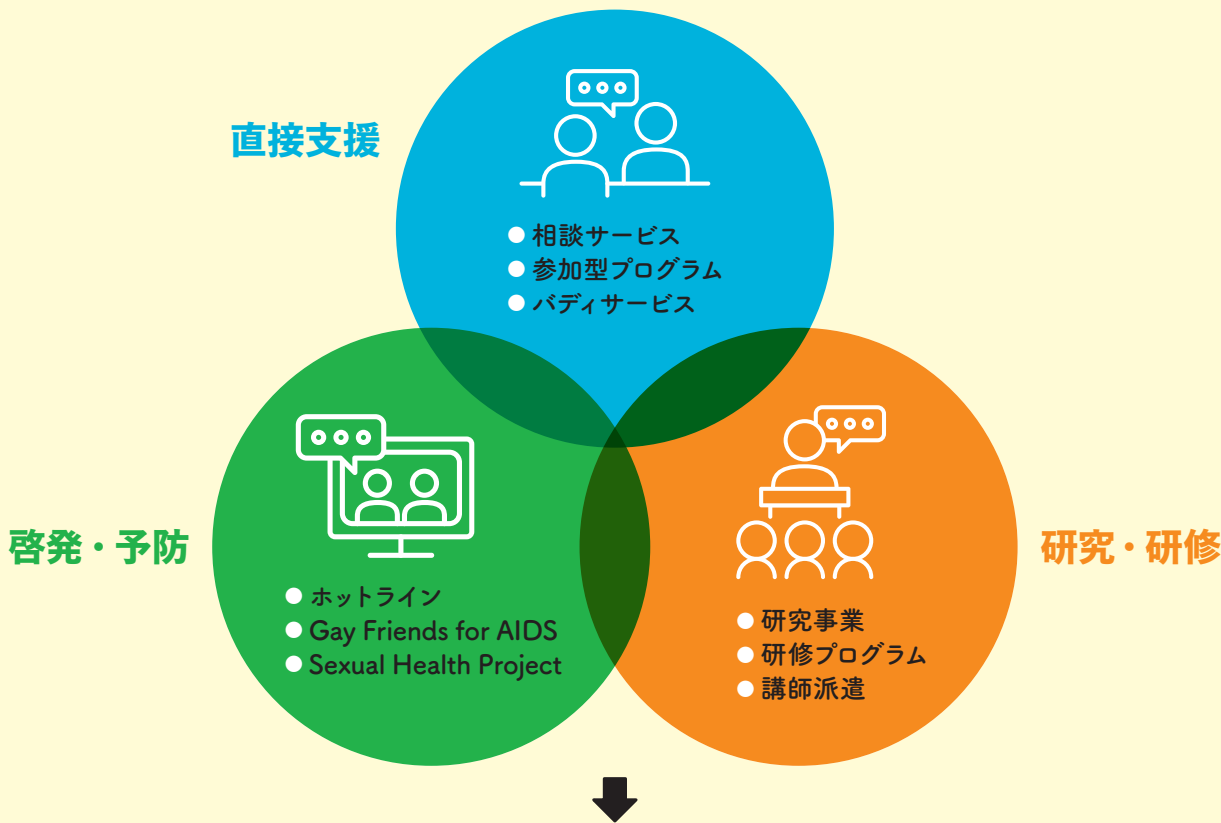 直接支援
● 相談サービス
● 参加型プログラム
● バディサービス
啓発・予防
● ホットライン
● Gay Friends for AIDS
● Sexual Health Project
研究・研修
● 研究事業
● 研修プログラム
● 講師派遣